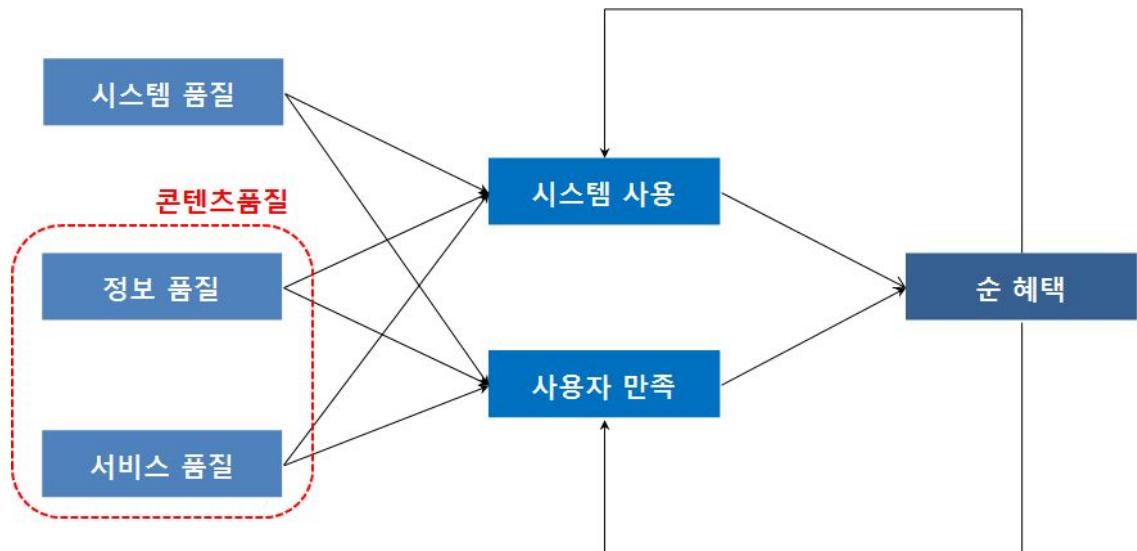 시스템 품질
콘텐츠품질
정보 품질
서비스 품질
시스템 사용
사용자 만족
순 혜택